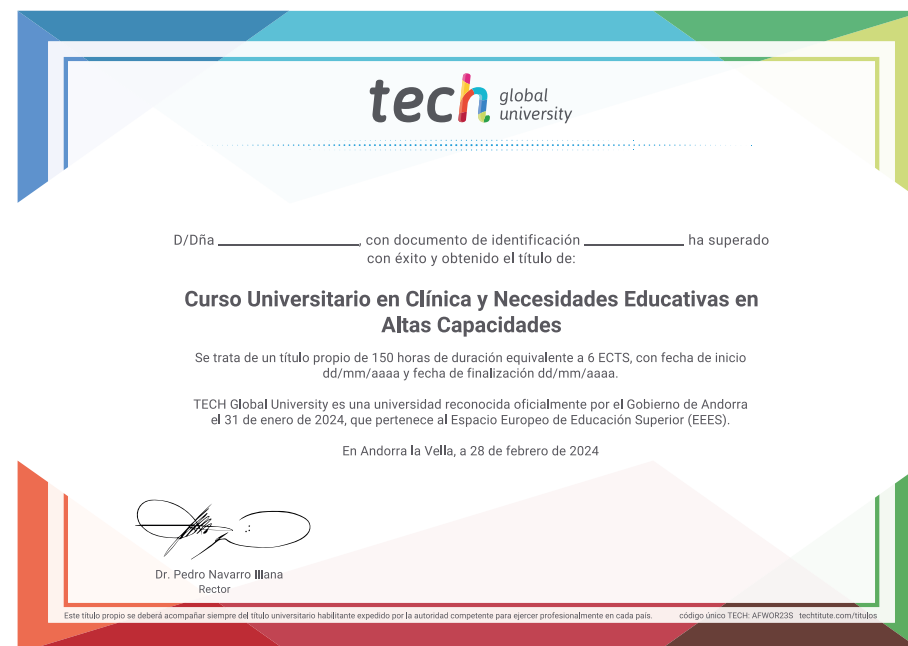 tech global university
D/Dña ____________________, con documento de identificación ______________ ha superado
con éxito y obtenido el título de:
Curso Universitario en Clínica y Necesidades Educativas en
Altas Capacidades
Se trata de un título propio de 150 horas de duración equivalente a 6 ECTS, con fecha de inicio
dd/mm/aaaa y fecha de finalización dd/mm/aaaa.
TECH Global University es una universidad reconocida oficialmente por el Gobierno de Andorra
el 31 de enero de 2024, que pertenece al Espacio Europeo de Educación Superior (EEES).
En Andorra la Vella, a 28 de febrero de 2024
Dr. Pedro Navarro Illana
Rector
Este título propio se deberá acompañar siempre del título universitario habilitante expedido por la autoridad competente para ejercer profesionalmente en cada país. código único TECH: AFWOR23S techtitute.com/titulos